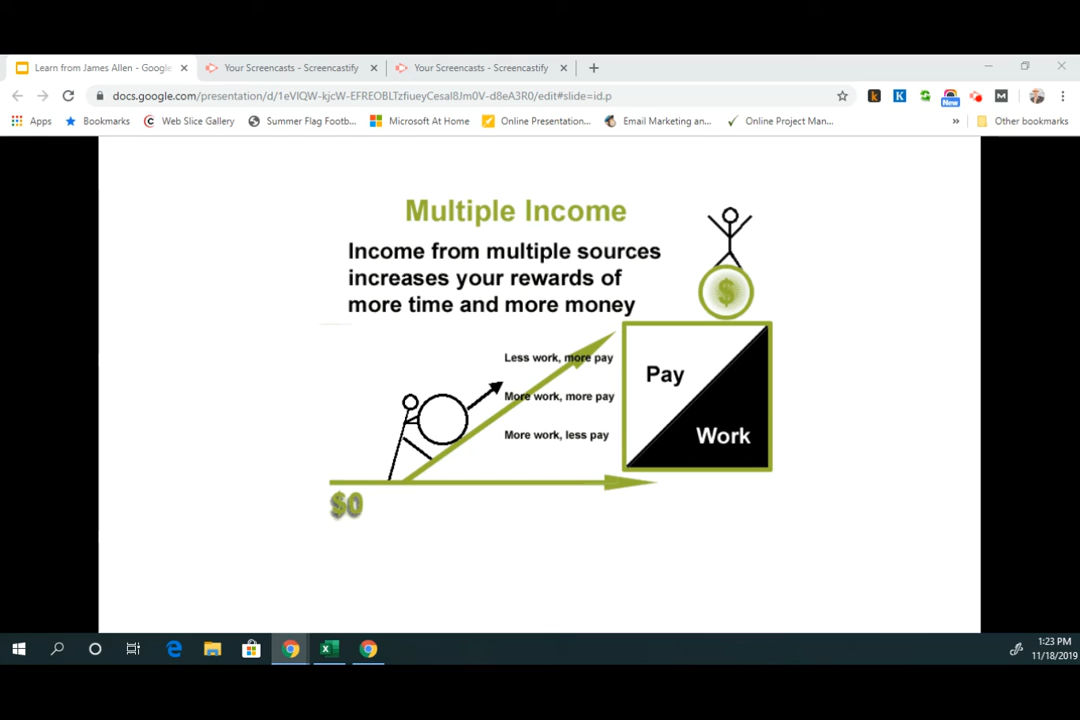 Learn from James Allen - Google
Your Screencasts - Screencastify
Your Screencasts - Screencastify
docs.google.com/presentation/d/1eVlQW-kjcW-EFREOBLTzfiueyCesal8Jm0V-d8eA3R0/edit#slide=id.p
New
Apps
Bookmarks
Web Slice Gallery
Summer Flag Footb...
Microsoft At Home
Online Presentation...
Email Marketing an...
Online Project Man...
»
Other bookmarks
Multiple Income
Income from multiple sources
increases your rewards of
more time and more money
$
Less work, more pay
More work, more pay
More work, less pay
Pay
Work
$0
1:23 PM
11/18/2019